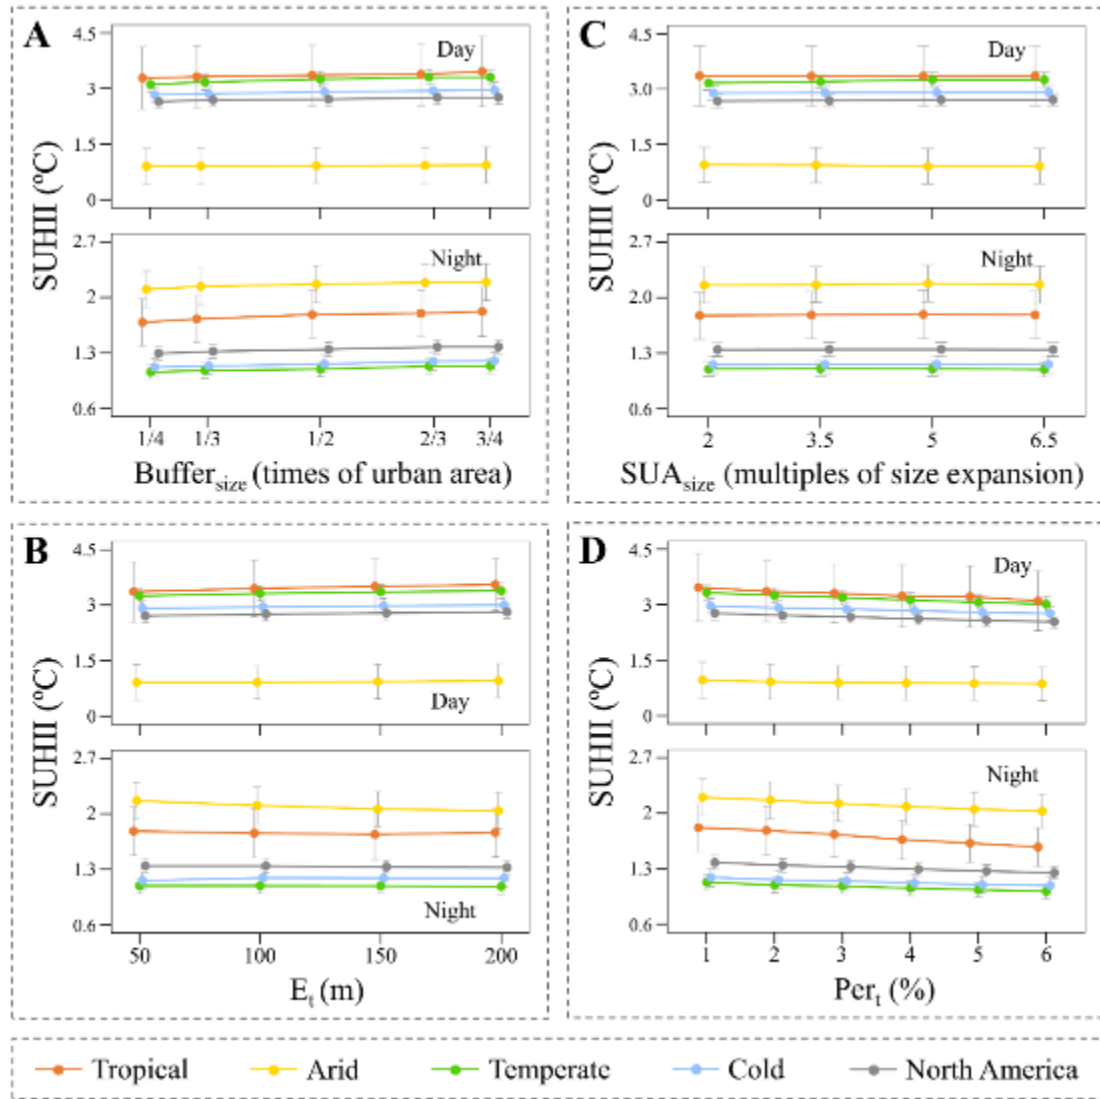 A
Day
4.5
3
1.5
0
Night
2.7
2
1.3
0.6
SUHII (ºC)
1/4 1/3 1/2 2/3 3/4
Buffersize (times of urban area)
C
Day
4.5
3.0
1.5
0
Night
2.7
2.0
1.3
0.6
SUHII (ºC)
2 3.5 5 6.5
SUAsize (multiples of size expansion)
B
4.5
3
1.5
0
Day
2.7
2
1.3
0.6
Night
SUHII (ºC)
50 100 150 200
Et (m)
D
Day
4.5
3
1.5
0
Night
2.7
2
1.3
0.6
SUHII (ºC)
1 2 3 4 5 6
Pert (%)
Tropical Arid Temperate Cold North America